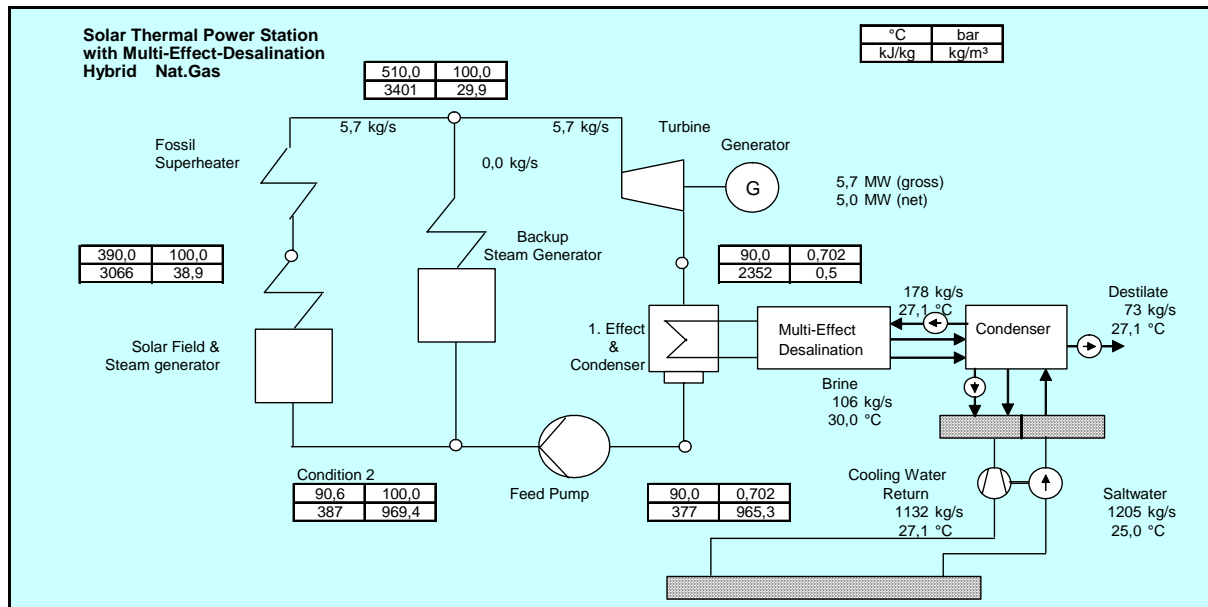 Solar Thermal Power Station
with Multi-Effect-Desalination
Hybrid Nat.Gas
°C bar
kJ/kg kg/m³
510,0 100,0
3401 29,9
5,7 kg/s
5,7 kg/s
Turbine
Generator
Fossil
Superheater
0,0 kg/s
G
5,7 MW (gross)
5,0 MW (net)
390,0 100,0
3066 38,9
Backup
Steam Generator
90,0 0,702
2352 0,5
178 kg/s
27,1 °C
Destilate
73 kg/s
27,1 °C
1. Effect
&
Condenser
Multi-Effect
Desalination
Condenser
Solar Field &
Steam generator
Brine
106 kg/s
30,0 °C
Condition 2
90,6 100,0
387 969,4
Feed Pump
90,0 0,702
377 965,3
Cooling Water
Return
1132 kg/s
27,1 °C
Saltwater
1205 kg/s
25,0 °C